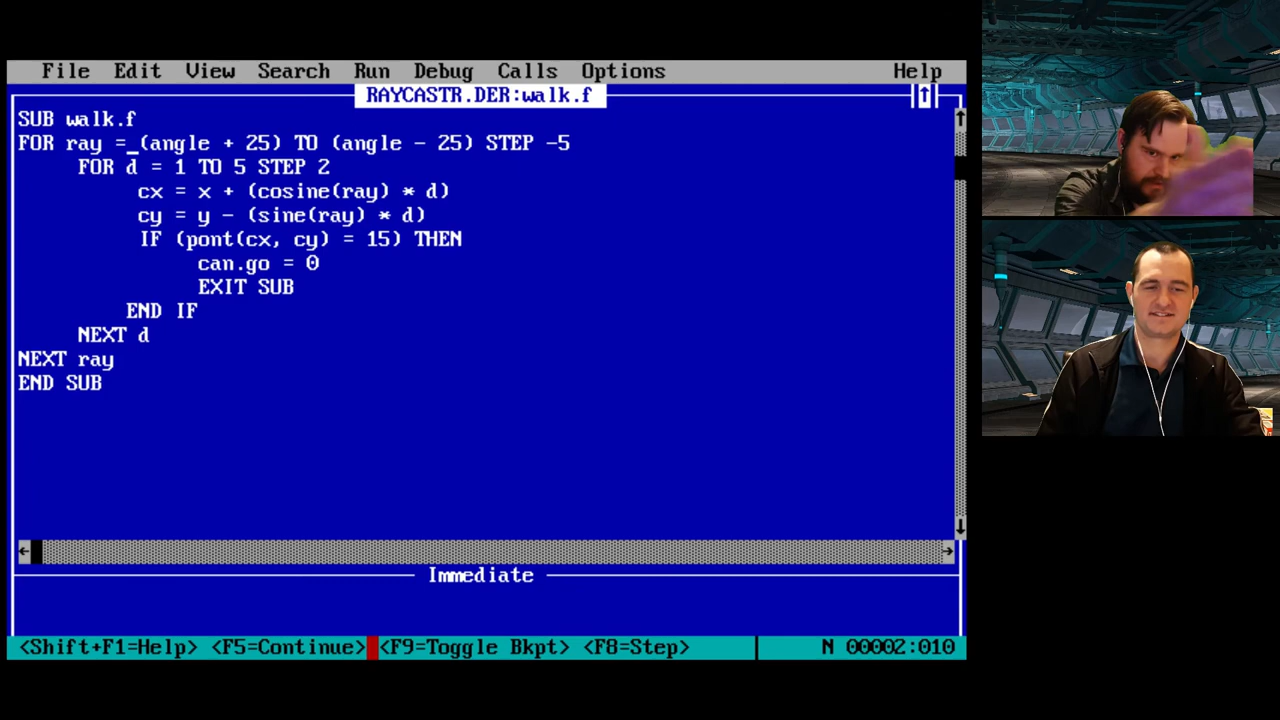 File Edit View Search Run Debug Calls Options Help
RAYCASTR.DER:walk.f
SUB walk.f
FOR ray = (angle + 25) TO (angle - 25) STEP -5
FOR d = 1 TO 5 STEP 2
cx = x + (cosine(ray) * d)
cy = y - (sine(ray) * d)
IF (pont(cx, cy) = 15) THEN
can.go = 0
EXIT SUB
END IF
NEXT d
NEXT ray
END SUB
Immediate
<Shift+F1=Help> <F5=Continue> <F9=Toggle Bkpt> <F8=Step> N 00002:010